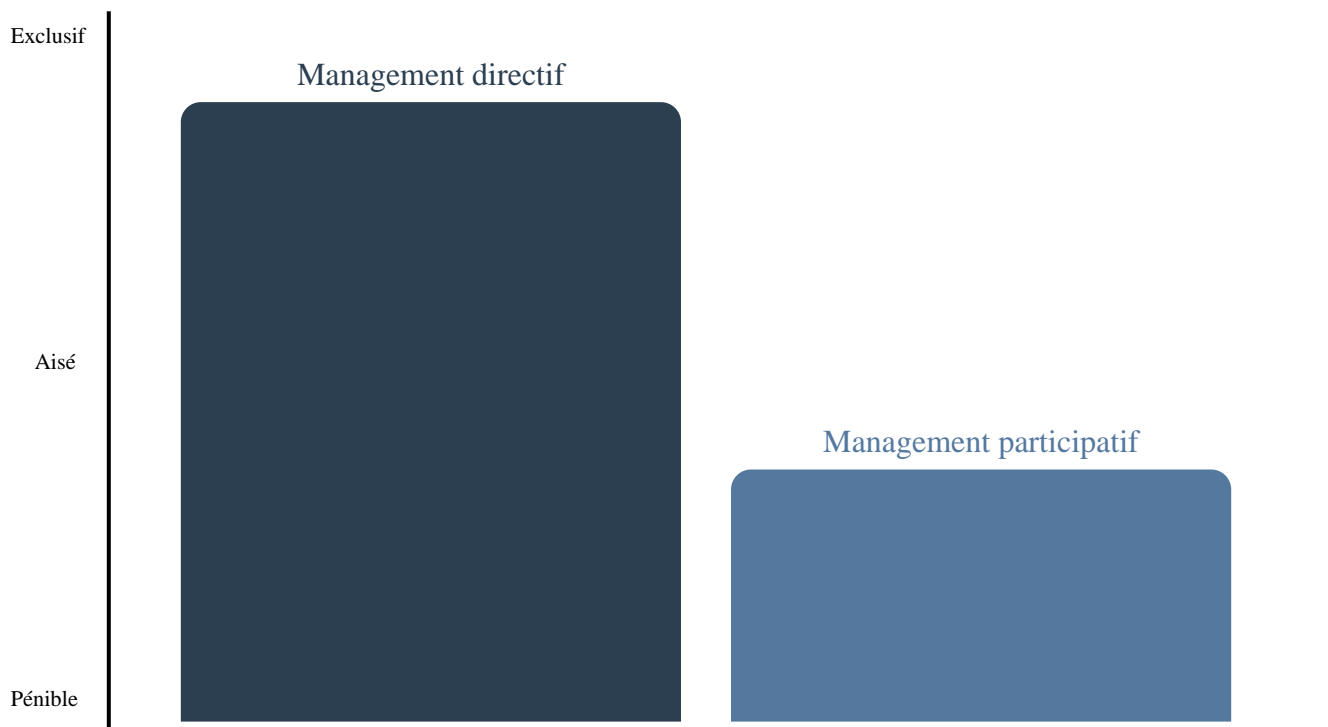 Exclusif
Management directif
Aisé
Management participatif
Pénible